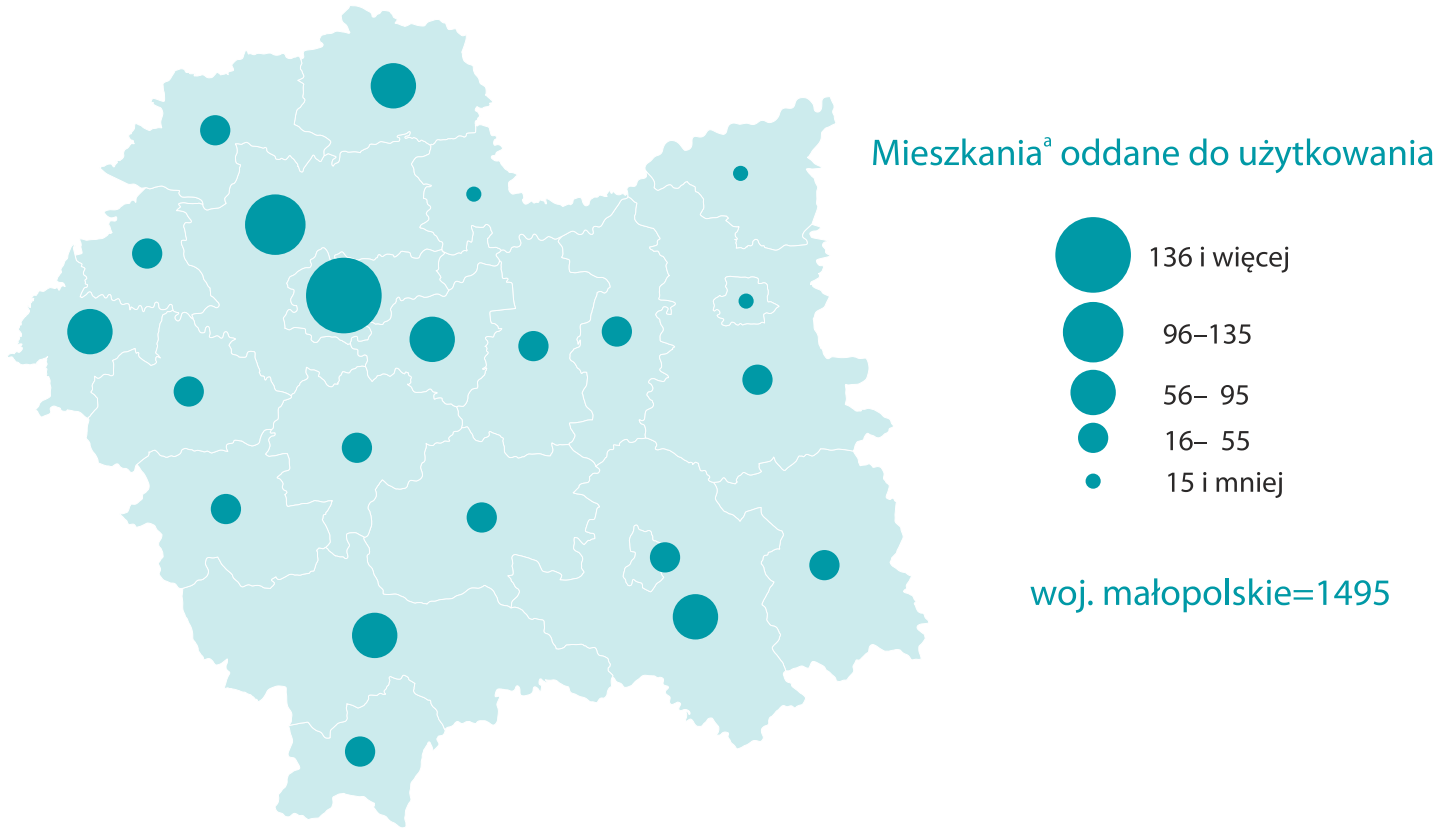 Mieszkaniaᵃ oddane do użytkowania
136 i więcej
96–135
56– 95
16– 55
15 i mniej
woj. małopolskie=1495